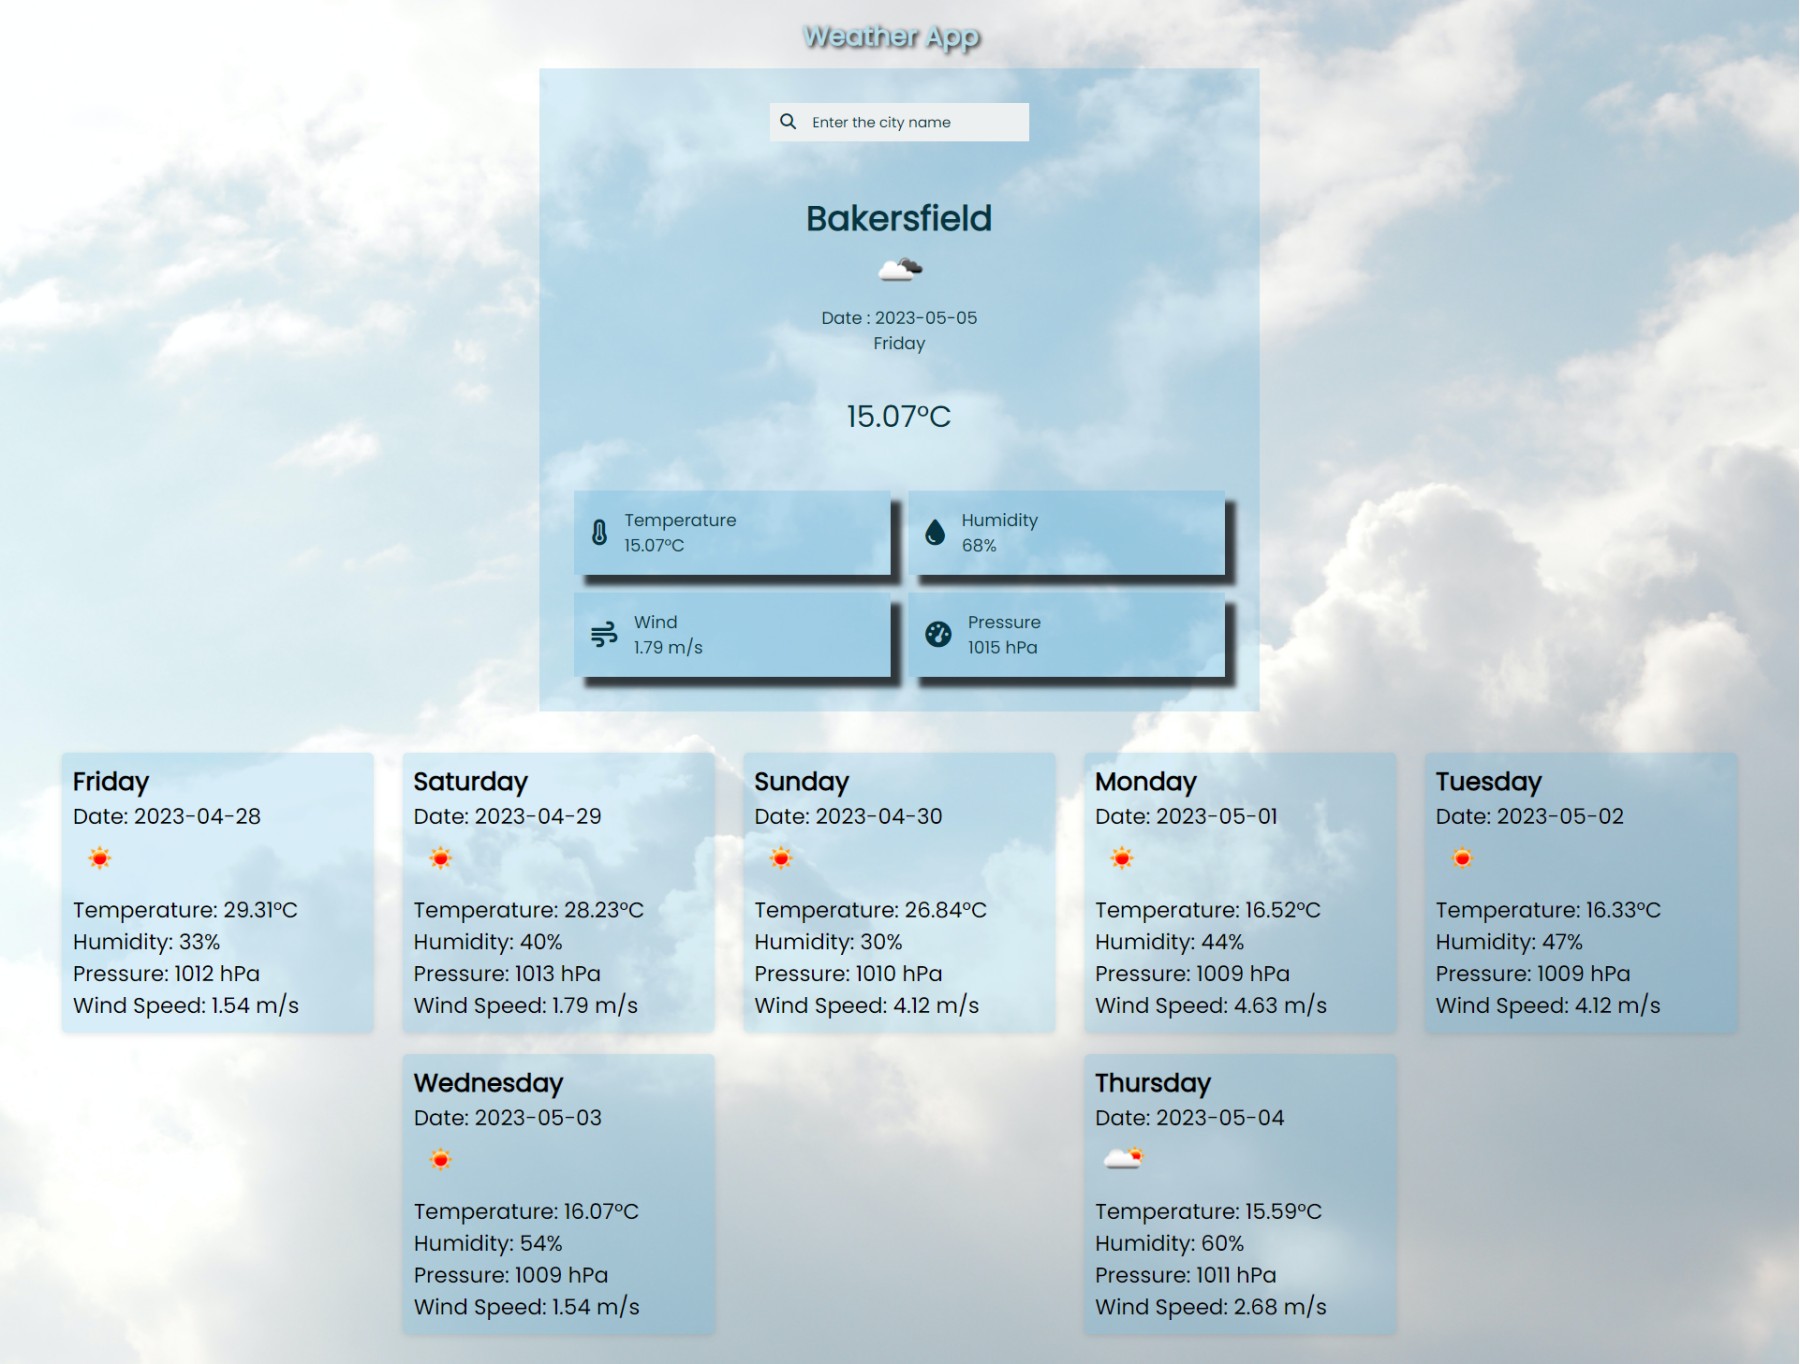 Weather App
Enter the city name
Bakersfield
Date : 2023-05-05
Friday
15.07°C
Temperature
15.07°C
Humidity
68%
Wind
1.79 m/s
Pressure
1015 hPa
Friday
Date: 2023-04-28
Temperature: 29.31°C
Humidity: 33%
Pressure: 1012 hPa
Wind Speed: 1.54 m/s
Saturday
Date: 2023-04-29
Temperature: 28.23°C
Humidity: 40%
Pressure: 1013 hPa
Wind Speed: 1.79 m/s
Sunday
Date: 2023-04-30
Temperature: 26.84°C
Humidity: 30%
Pressure: 1010 hPa
Wind Speed: 4.12 m/s
Monday
Date: 2023-05-01
Temperature: 16.52°C
Humidity: 44%
Pressure: 1009 hPa
Wind Speed: 4.63 m/s
Tuesday
Date: 2023-05-02
Temperature: 16.33°C
Humidity: 47%
Pressure: 1009 hPa
Wind Speed: 4.12 m/s
Wednesday
Date: 2023-05-03
Temperature: 16.07°C
Humidity: 54%
Pressure: 1009 hPa
Wind Speed: 1.54 m/s
Thursday
Date: 2023-05-04
Temperature: 15.59°C
Humidity: 60%
Pressure: 1011 hPa
Wind Speed: 2.68 m/s